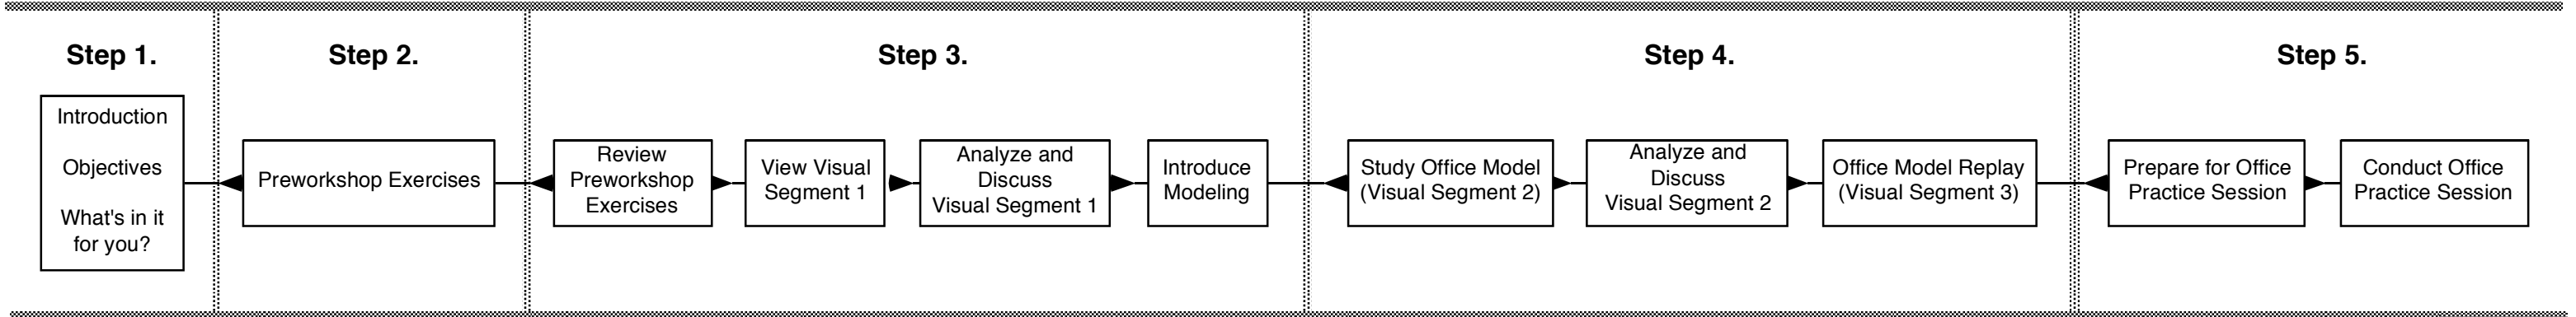 Step 1.
Introduction
Objectives
What's in it
for you?
Step 2.
Preworkshop Exercises
Step 3.
Review
Preworkshop
Exercises
View Visual
Segment 1
Analyze and
Discuss
Visual Segment 1
Introduce
Modeling
Step 4.
Study Office Model
(Visual Segment 2)
Analyze and
Discuss
Visual Segment 2
Office Model Replay
(Visual Segment 3)
Step 5.
Prepare for Office
Practice Session
Conduct Office
Practice Session